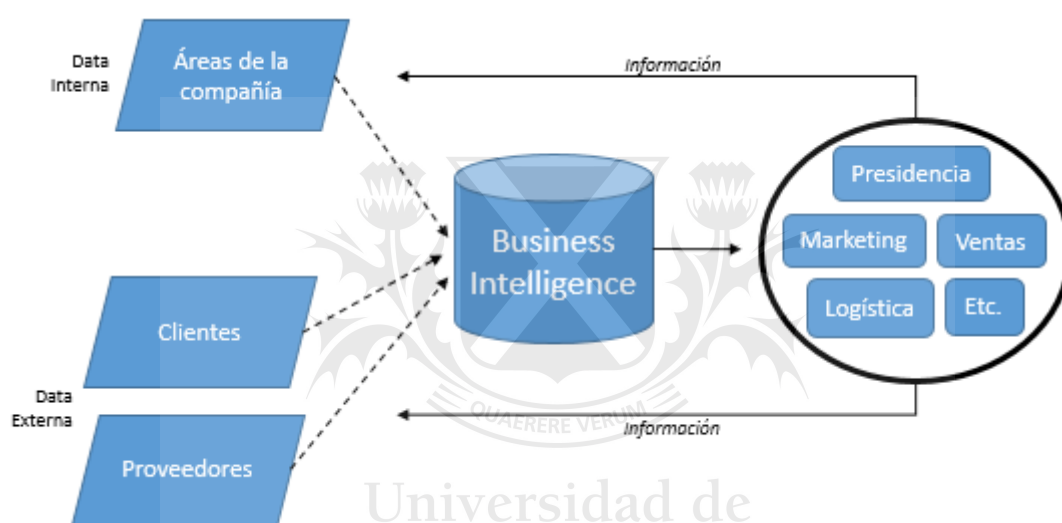 Data
Interna
Áreas de la
compañía
Información
Business
Intelligence
Presidencia
Marketing
Ventas
Logística
Etc.
Clientes
Data
Externa
Proveedores
Información
QUAERERE VERUM
Universidad de